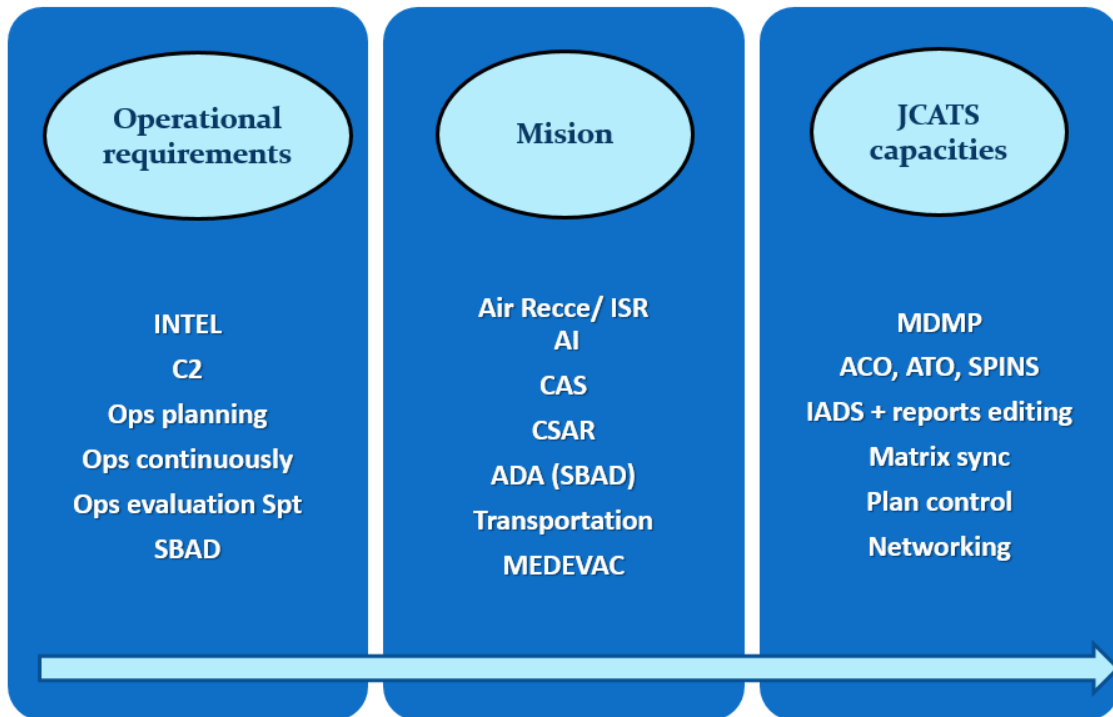 Operational
requirements
INTEL
C2
Ops planning
Ops continuously
Ops evaluation Spt
SBAD
Mision
Air Recce/ ISR
AI
CAS
CSAR
ADA (SBAD)
Transportation
MEDEVAC
JCATS
capacities
MDMP
ACO, ATO, SPINS
IADS + reports editing
Matrix sync
Plan control
Networking